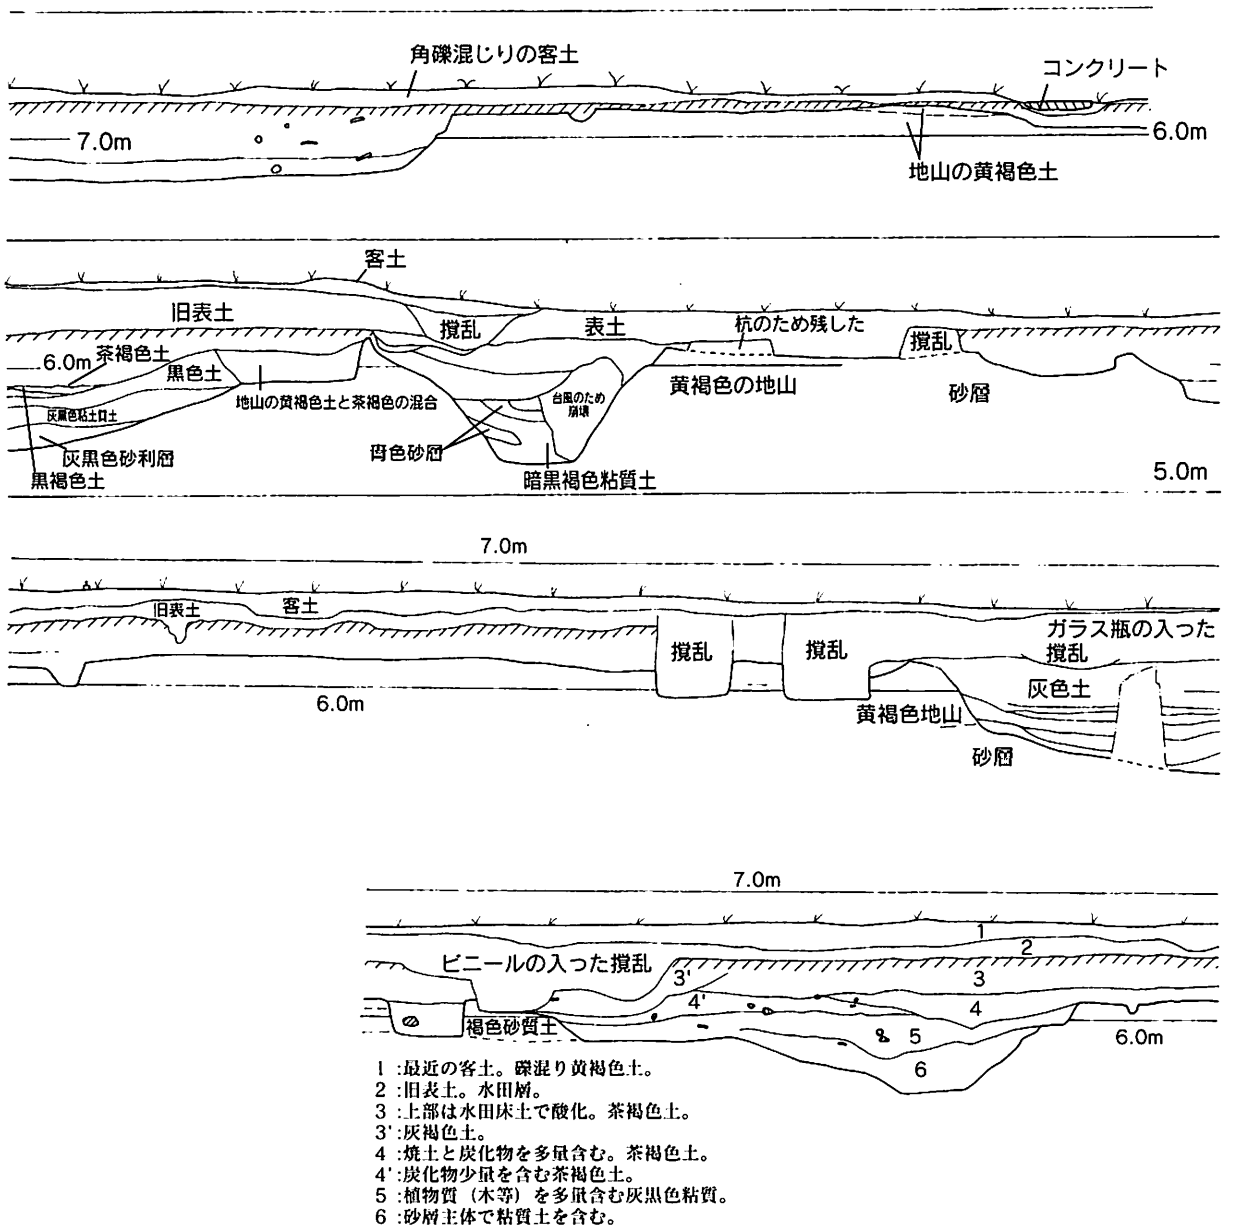 角礫混じりの客土
コンクリート
7.0m
6.0m
地山の黄褐色土
客土
旧表土
撹乱
表土
杭のため残した
撹乱
6.0m
茶褐色土
黒色土
地山の黄褐色土と茶褐色の混合
台風のため
崩壊
黄褐色の地山
砂層
灰黒色砂利層
青色砂層
黒褐色土
暗黒褐色粘質土
5.0m
7.0m
旧表土
客土
撹乱
撹乱
ガラス瓶の入った
撹乱
灰色土
6.0m
黄褐色地山
砂層
7.0m
1
2
ビニールの入った撹乱
3'
3
4'
4
褐色砂質土
5
6.0m
6
1 :最近の客土。礫混り黄褐色土。
2 :旧表土。水田層。
3 :上部は水田床土で酸化。茶褐色土。
3' :灰褐色土。
4 :焼土と炭化物を多量含む。茶褐色土。
4' :炭化物少量を含む茶褐色土。
5 :植物質（木等）を多量含む灰黒色粘質。
6 :砂層主体で粘質土を含む。